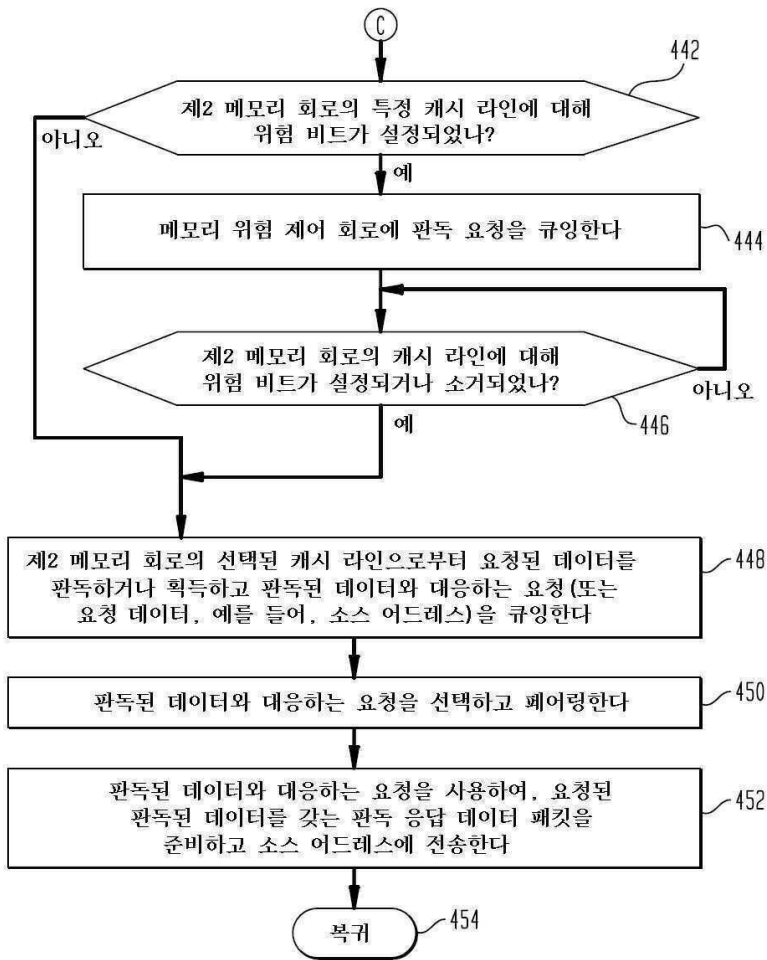 C
442
제2 메모리 회로의 특정 캐시 라인에 대해
위험 비트가 설정되었나?
아니오
예
메모리 위험 제어 회로에 판독 요청을 큐잉한다
444
제2 메모리 회로의 캐시 라인에 대해
위험 비트가 설정되거나 소거되었나?
아니오
446
예
제2 메모리 회로의 선택된 캐시 라인으로부터 요청된 데이터를
판독하거나 획득하고 판독된 데이터와 대응하는 요청(또는
요청 데이터, 예를 들어, 소스 어드레스)을 큐잉한다
448
판독된 데이터와 대응하는 요청을 선택하고 페어링한다
450
판독된 데이터와 대응하는 요청을 사용하여, 요청된
판독된 데이터를 갖는 판독 응답 데이터 패킷을
준비하고 소스 어드레스에 전송한다
452
복귀
454